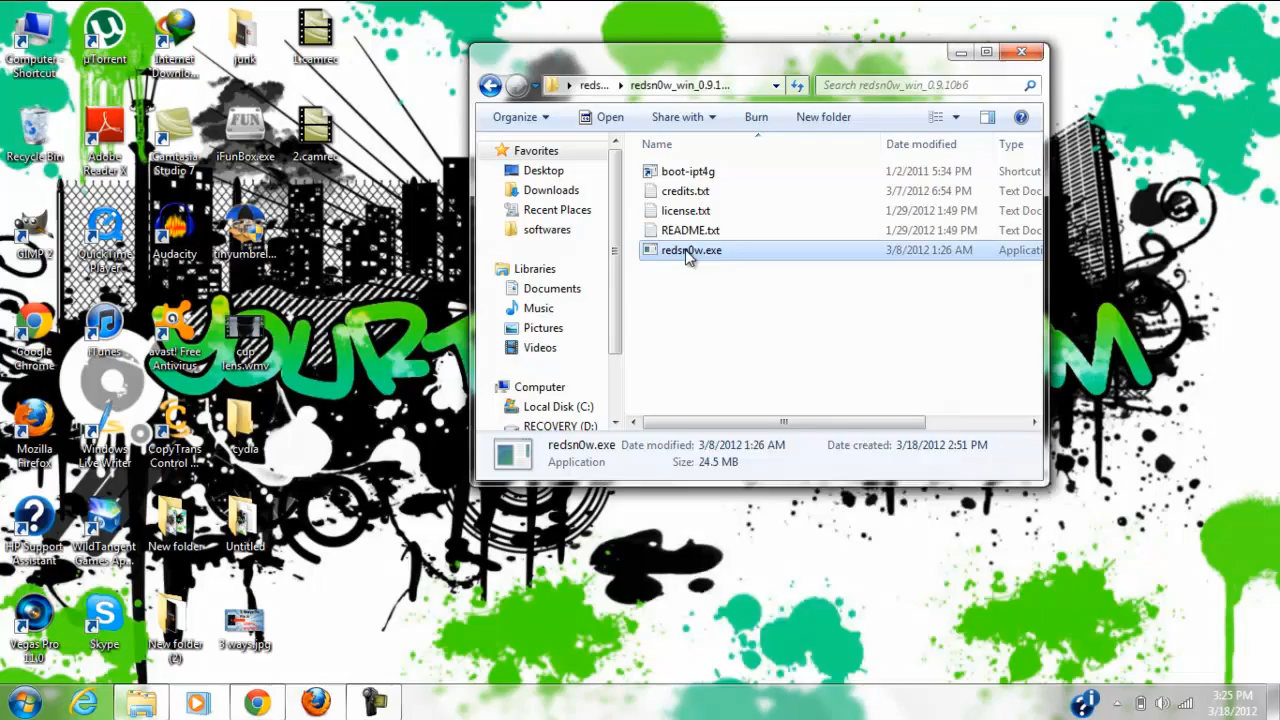 Computer - Shortcut
µTorrent
Internet Downlo...
junk
1.camrec
Recycle Bin
Adobe Reader X
Camtasia Studio 7
FUN
iFunBox.exe
2.camrec
GIMP 2
QuickTime Player
Audacity
tinyumbrel...
Google Chrome
iTunes
avast! Free Antivirus
cup lens.wmv
Mozilla Firefox
Windows Live Writer
CopyTrans Control ...
cydia
HP Support Assistant
WildTangent Games Ap...
New folder
Untitled
Vegas Pro 11.0
Skype
New folder (2)
3 ways.jpg
YOURT
M
reds...
redsn0w_win_0.9.1...
Search redsn0w_win_0.9.10b6
Organize
Open
Share with
Burn
New folder
Favorites
Desktop
Downloads
Recent Places
softwares
Libraries
Documents
Music
Pictures
Videos
Computer
Local Disk (C:)
RECOVERY (D:)
Name Date modified Type
boot-ipt4g 1/2/2011 5:34 PM Shortcut
credits.txt 3/7/2012 6:54 PM Text Doc
license.txt 1/29/2012 1:49 PM Text Doc
README.txt 1/29/2012 1:49 PM Text Doc
redsn0w.exe 3/8/2012 1:26 AM Applicati
redsn0w.exe Date modified: 3/8/2012 1:26 AM Date created: 3/18/2012 2:51 PM
Application Size: 24.5 MB
3:25 PM
3/18/2012